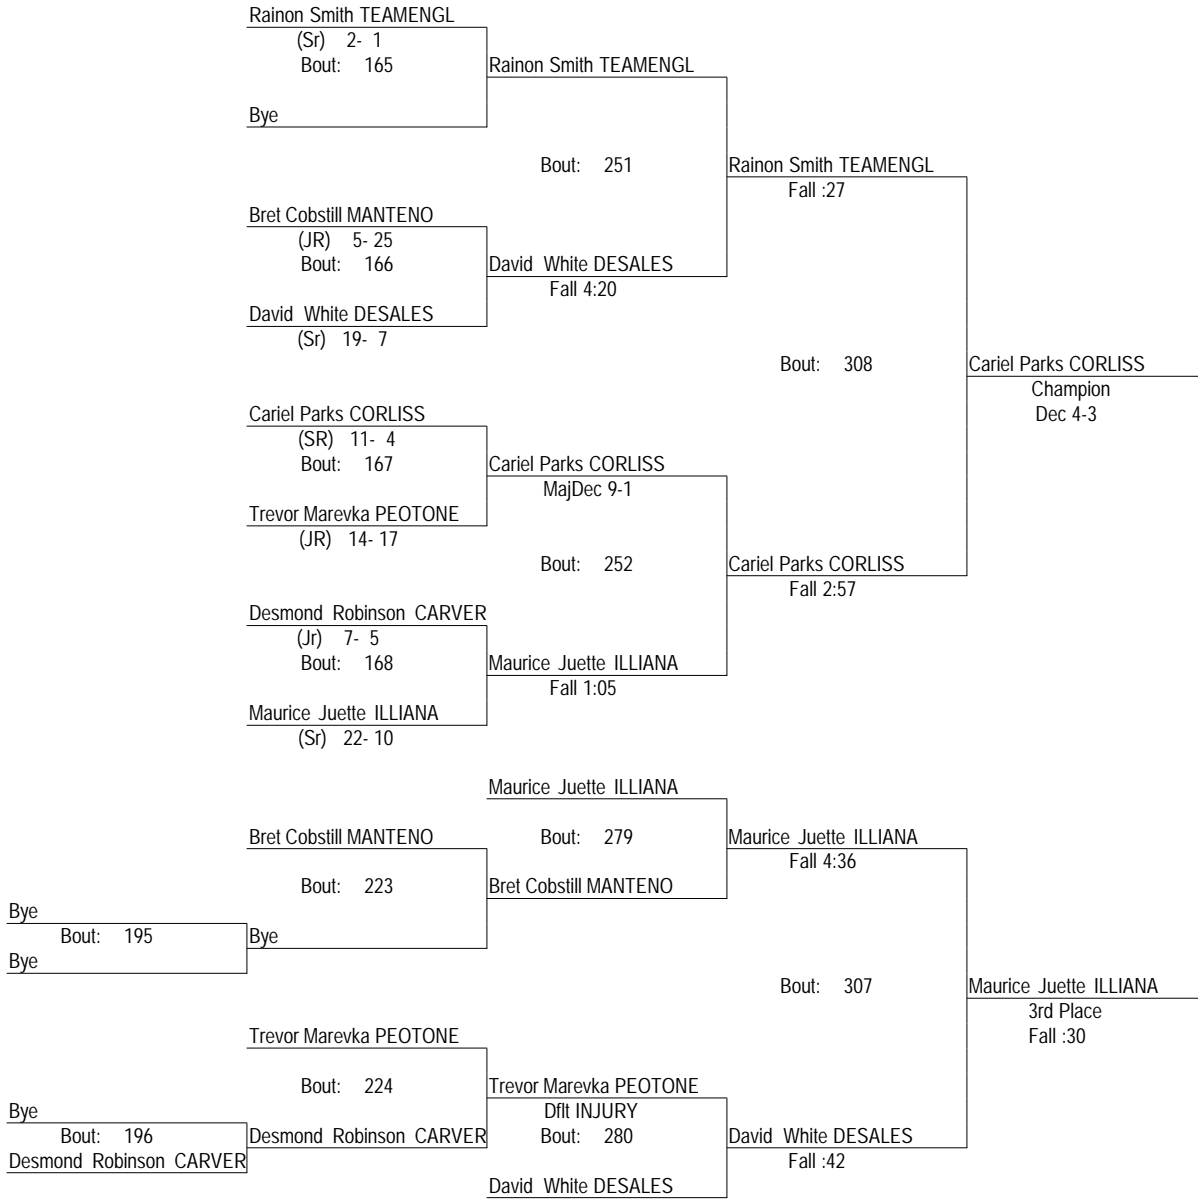 Rainon Smith TEAMENGL
(Sr) 2- 1
Bout: 165
Rainon Smith TEAMENGL
Bye
Bout: 251
Rainon Smith TEAMENGL
Fall :27
Bret Cobstill MANTENO
(JR) 5- 25
Bout: 166
David White DESALES
Fall 4:20
David White DESALES
(Sr) 19- 7
Bout: 308
Cariel Parks CORLISS
Champion
Dec 4-3
Cariel Parks CORLISS
(SR) 11- 4
Bout: 167
Cariel Parks CORLISS
MajDec 9-1
Trevor Marevka PEOTONE
(JR) 14- 17
Bout: 252
Cariel Parks CORLISS
Fall 2:57
Desmond Robinson CARVER
(Jr) 7- 5
Bout: 168
Maurice Juette ILLIANA
Fall 1:05
Maurice Juette ILLIANA
(Sr) 22- 10
Maurice Juette ILLIANA
Bret Cobstill MANTENO
Bout: 279
Maurice Juette ILLIANA
Fall 4:36
Bout: 223
Bret Cobstill MANTENO
Bye
Bout: 195
Bye
Bye
Bout: 307
Maurice Juette ILLIANA
3rd Place
Fall :30
Trevor Marevka PEOTONE
Bout: 224
Trevor Marevka PEOTONE
Dflt INJURY
Bye
Bout: 196
Desmond Robinson CARVER
Bout: 280
David White DESALES
Fall :42
Desmond Robinson CARVER
David White DESALES